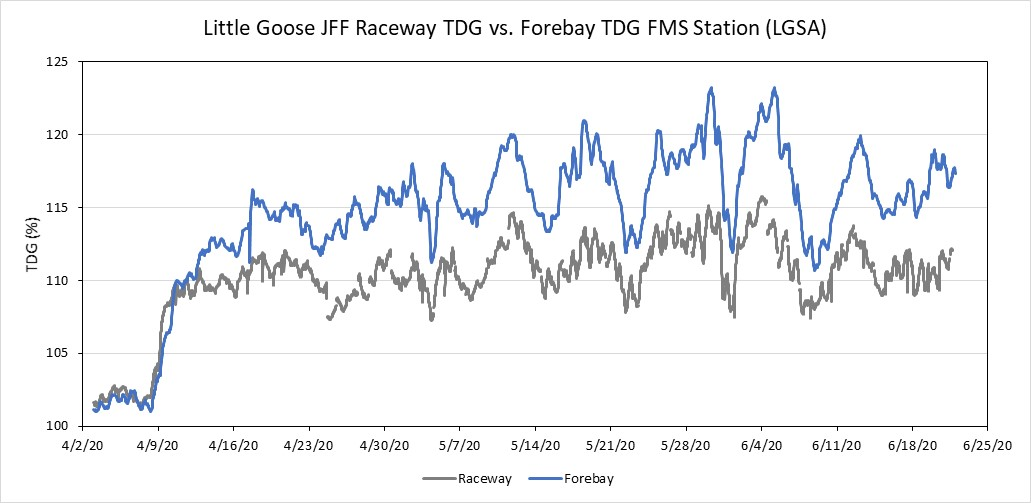 Little Goose JFF Raceway TDG vs. Forebay TDG FMS Station (LGSA)
TDG (%)
125
120
115
110
105
100
4/2/20 4/9/20 4/16/20 4/23/20 4/30/20 5/7/20 5/14/20 5/21/20 5/28/20 6/4/20 6/11/20 6/18/20 6/25/20
Raceway Forebay